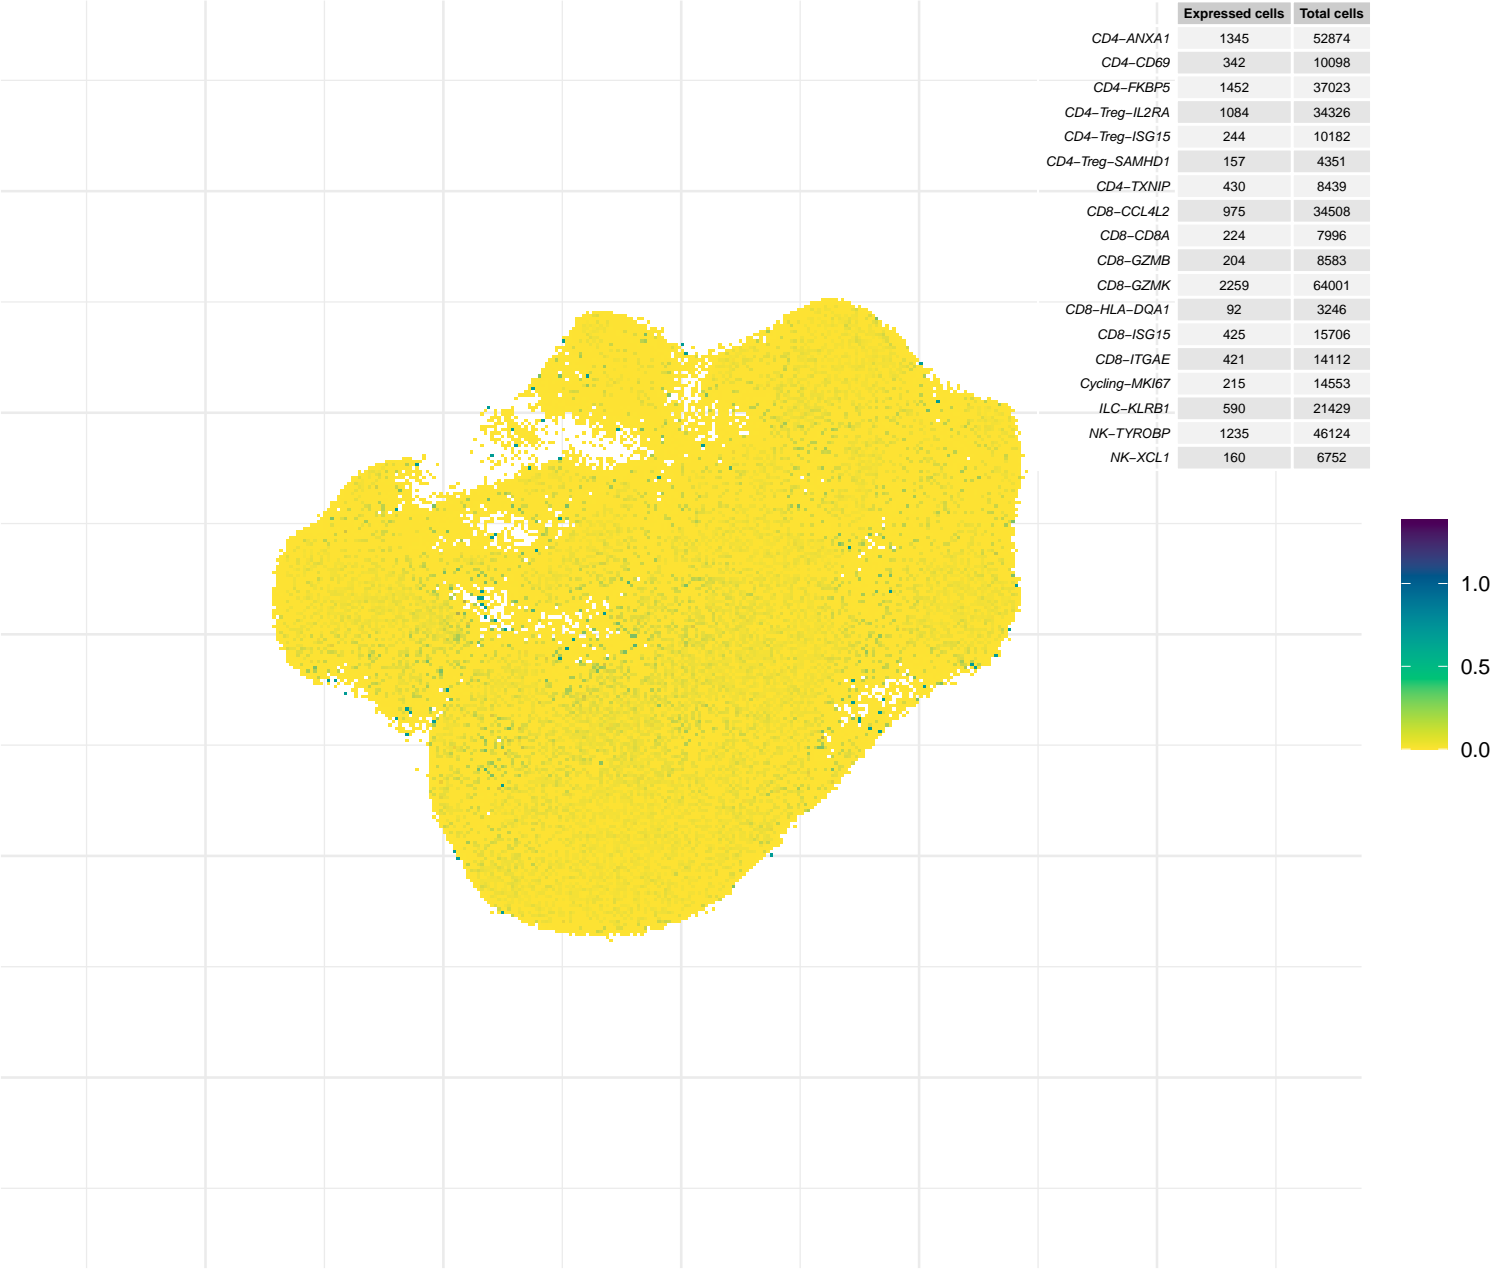 Expressed cells Total cells
CD4−ANXA1 1345 52874
CD4−CD69 342 10098
CD4−FKBP5 1452 37023
CD4−Treg−IL2RA 1084 34326
CD4−Treg−ISG15 244 10182
CD4−Treg−SAMHD1 157 4351
CD4−TXNIP 430 8439
CD8−CCL4L2 975 34508
CD8−CD8A 224 7996
CD8−GZMB 204 8583
CD8−GZMK 2259 64001
CD8−HLA−DQA1 92 3246
CD8−ISG15 425 15706
CD8−ITGAE 421 14112
Cycling−MKI67 215 14553
ILC−KLRB1 590 21429
NK−TYROBP 1235 46124
NK−XCL1 160 6752
1.0
0.5
0.0